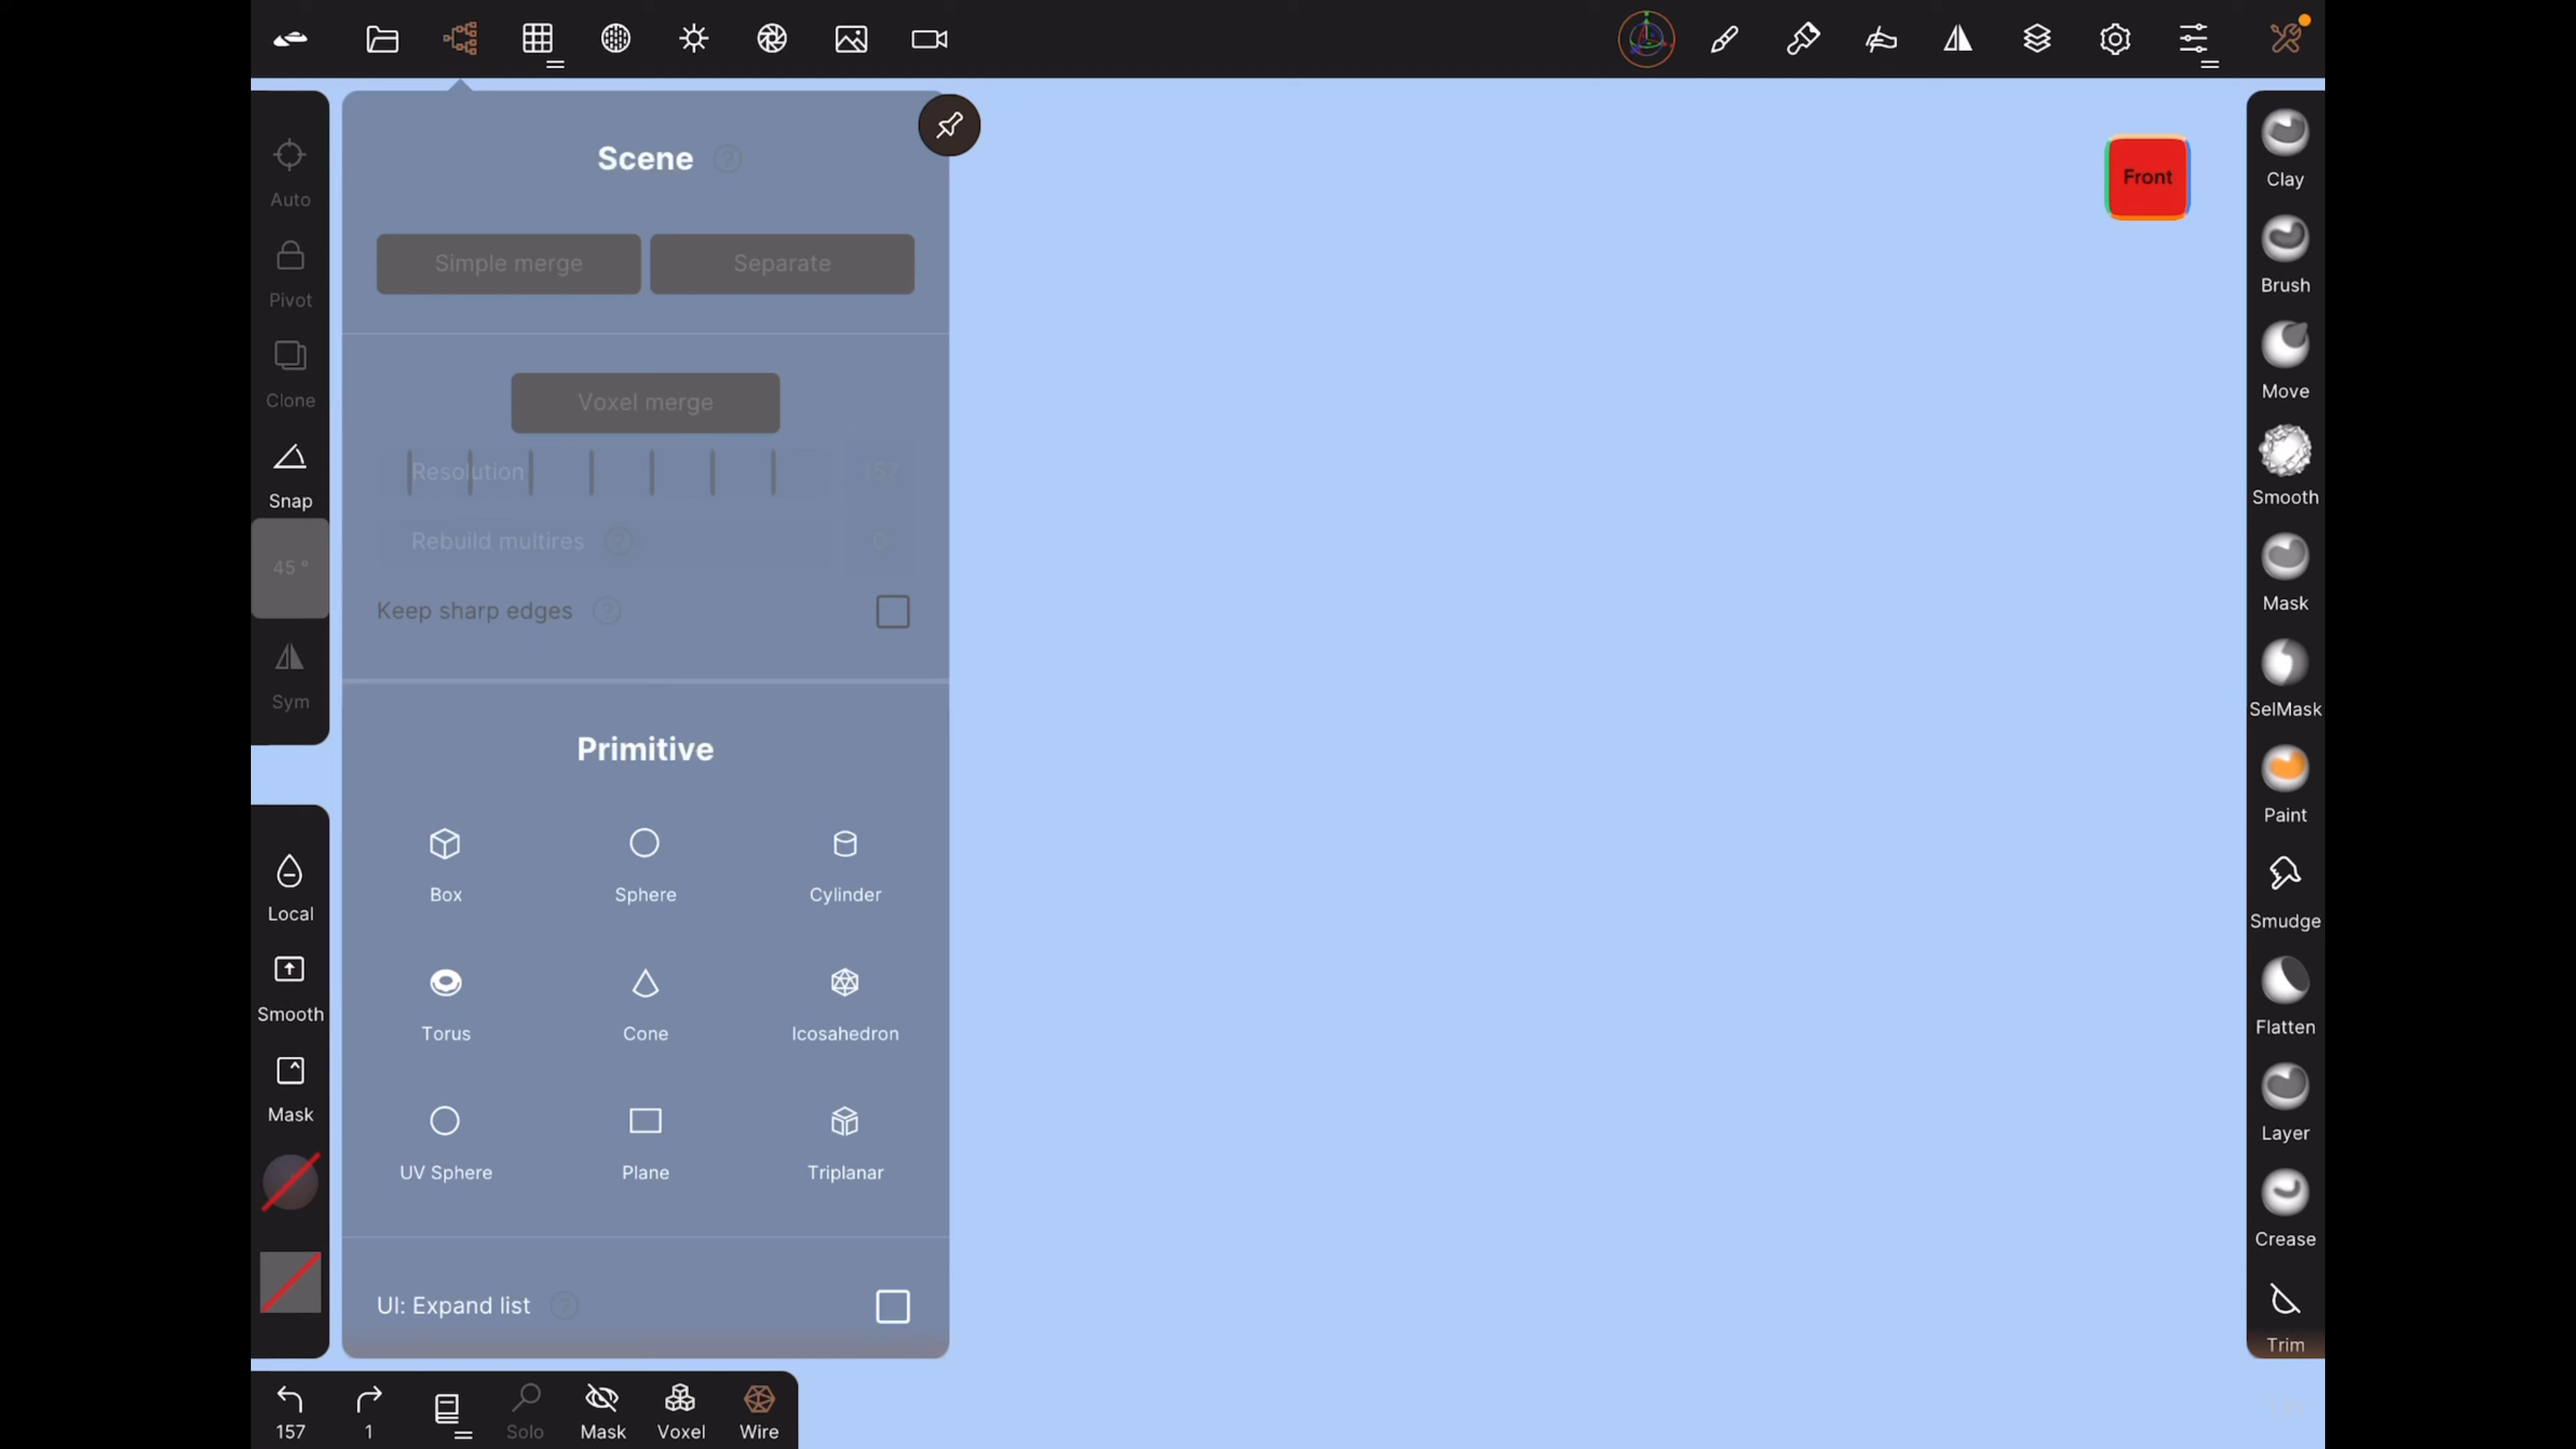 Scene
Simple merge
Separate
Voxel merge
Resolution
157
Rebuild multires
0
Keep sharp edges
Primitive
Box
Sphere
Cylinder
Torus
Cone
Icosahedron
UV Sphere
Plane
Triplanar
UI: Expand list
Auto
Pivot
Clone
Snap
45 °
Sym
Local
Smooth
Mask
157
1
Solo
Mask
Voxel
Wire
Front
Clay
Brush
Move
Smooth
Mask
SelMask
Paint
Smudge
Flatten
Layer
Crease
Trim